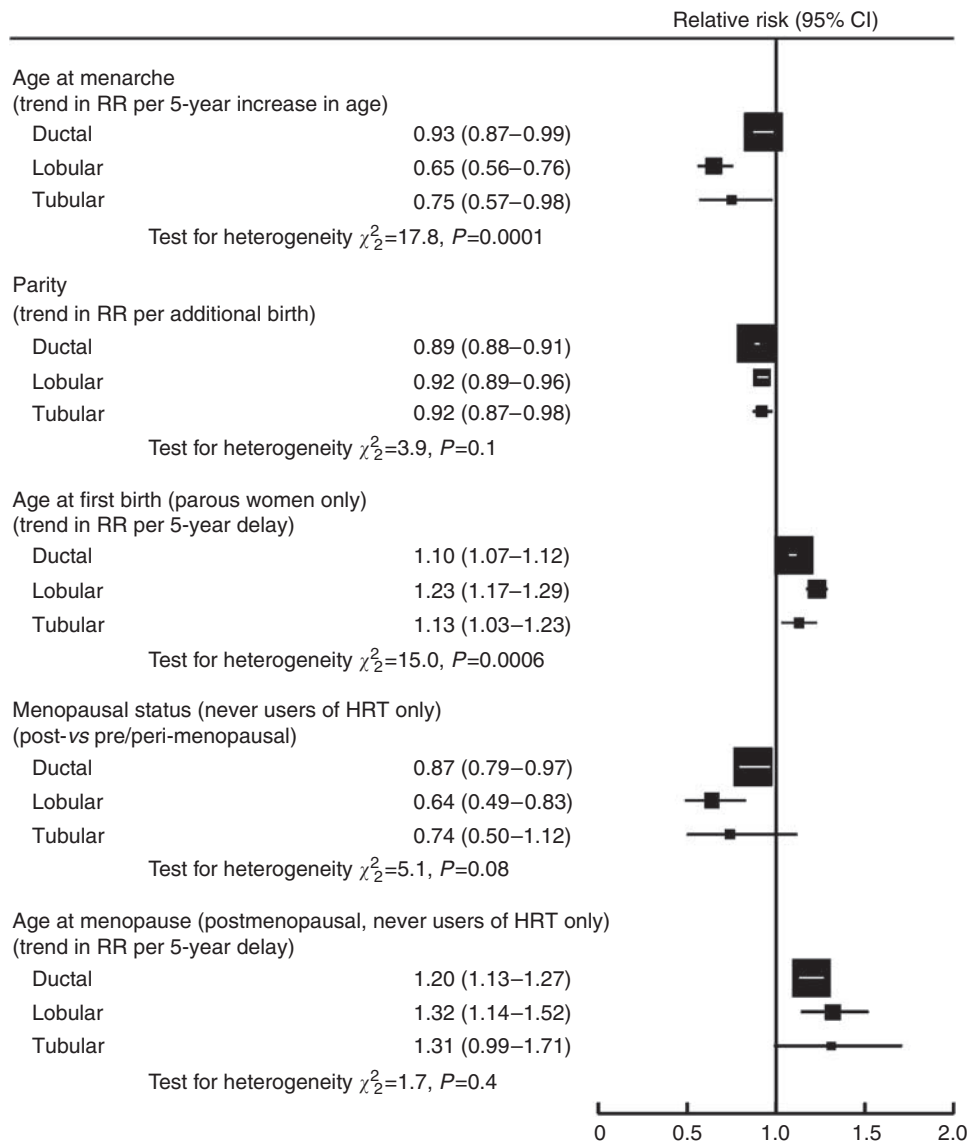 Relative risk (95% CI)
Age at menarche
(trend in RR per 5-year increase in age)
Ductal 0.93 (0.87–0.99)
Lobular 0.65 (0.56–0.76)
Tubular 0.75 (0.57–0.98)
Test for heterogeneity χ²₂=17.8, P=0.0001
Parity
(trend in RR per additional birth)
Ductal 0.89 (0.88–0.91)
Lobular 0.92 (0.89–0.96)
Tubular 0.92 (0.87–0.98)
Test for heterogeneity χ²₂=3.9, P=0.1
Age at first birth (parous women only)
(trend in RR per 5-year delay)
Ductal 1.10 (1.07–1.12)
Lobular 1.23 (1.17–1.29)
Tubular 1.13 (1.03–1.23)
Test for heterogeneity χ²₂=15.0, P=0.0006
Menopausal status (never users of HRT only)
(post-vs pre/peri-menopausal)
Ductal 0.87 (0.79–0.97)
Lobular 0.64 (0.49–0.83)
Tubular 0.74 (0.50–1.12)
Test for heterogeneity χ²₂=5.1, P=0.08
Age at menopause (postmenopausal, never users of HRT only)
(trend in RR per 5-year delay)
Ductal 1.20 (1.13–1.27)
Lobular 1.32 (1.14–1.52)
Tubular 1.31 (0.99–1.71)
Test for heterogeneity χ²₂=1.7, P=0.4
0 0.5 1.0 1.5 2.0